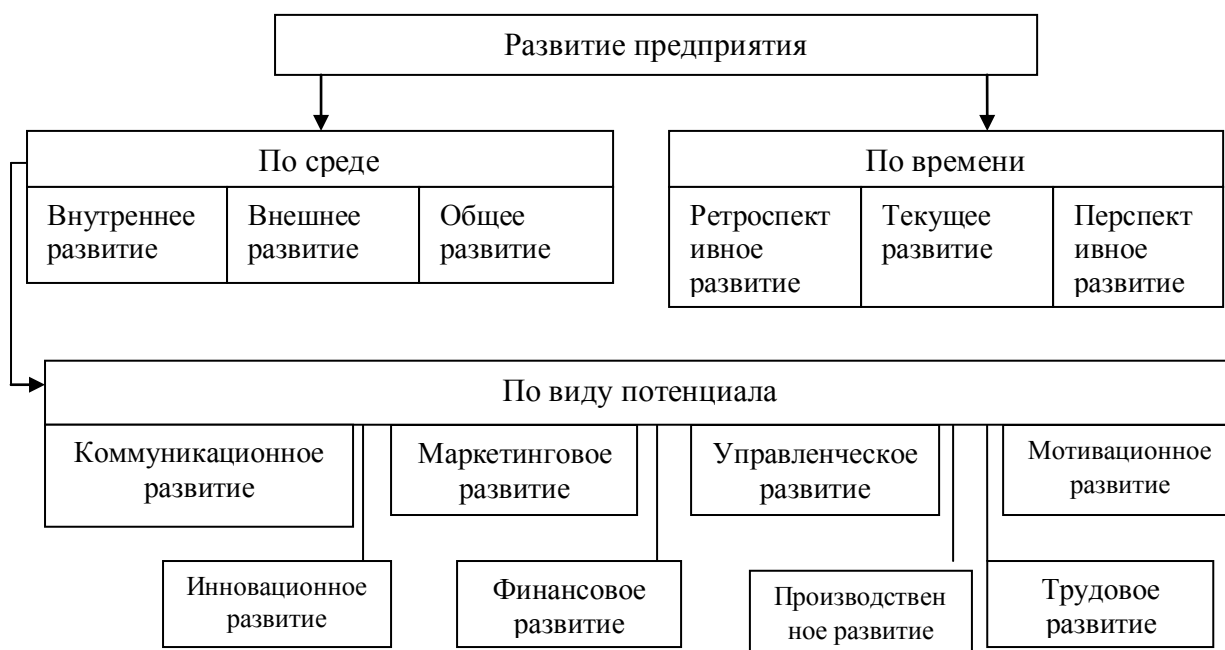 Развитие предприятия
По среде
Внутреннее
развитие
Внешнее
развитие
Общее
развитие
По времени
Ретроспект
ивное
развитие
Текущее
развитие
Перспект
ивное
развитие
По виду потенциала
Коммуникационное
развитие
Маркетинговое
развитие
Управленческое
развитие
Мотивационное
развитие
Инновационное
развитие
Финансовое
развитие
Производствен
ное развитие
Трудовое
развитие